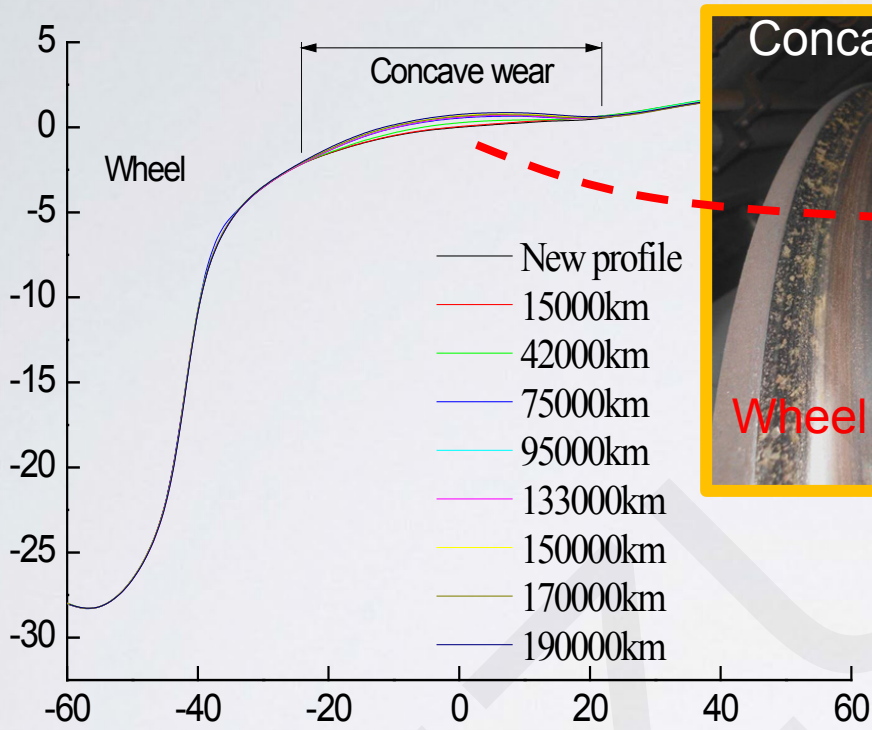 5
0
-5
-10
-15
-20
-25
-30
-60
-40
-20
0
20
40
60
Concave wear
Wheel
New profile
15000km
42000km
75000km
95000km
133000km
150000km
170000km
190000km
Conca
Wheel